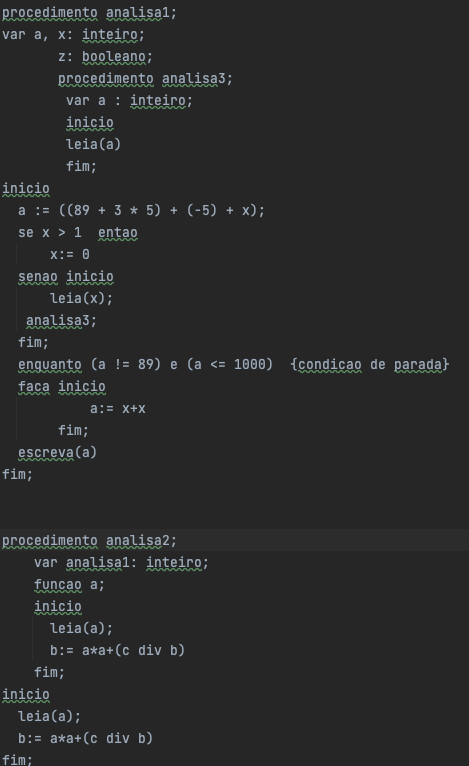 procedimento analisa1;
var a, x: inteiro;
z: booleano;
procedimento analisa3;
var a : inteiro;
inicio
leia(a)
fim;
inicio
a := ((89 + 3 * 5) + (-5) + x);
se x > 1  entao
x:= 0
senao inicio
leia(x);
analisa3;
fim;
enquanto (a != 89) e (a <= 1000)  {condicao de parada}
faca inicio
a:= x+x
fim;
escreva(a)
fim;
procedimento analisa2;
var analisa1: inteiro;
funcao a;
inicio
leia(a);
b:= a*a+(c div b)
fim;
inicio
leia(a);
b:= a*a+(c div b)
fim;